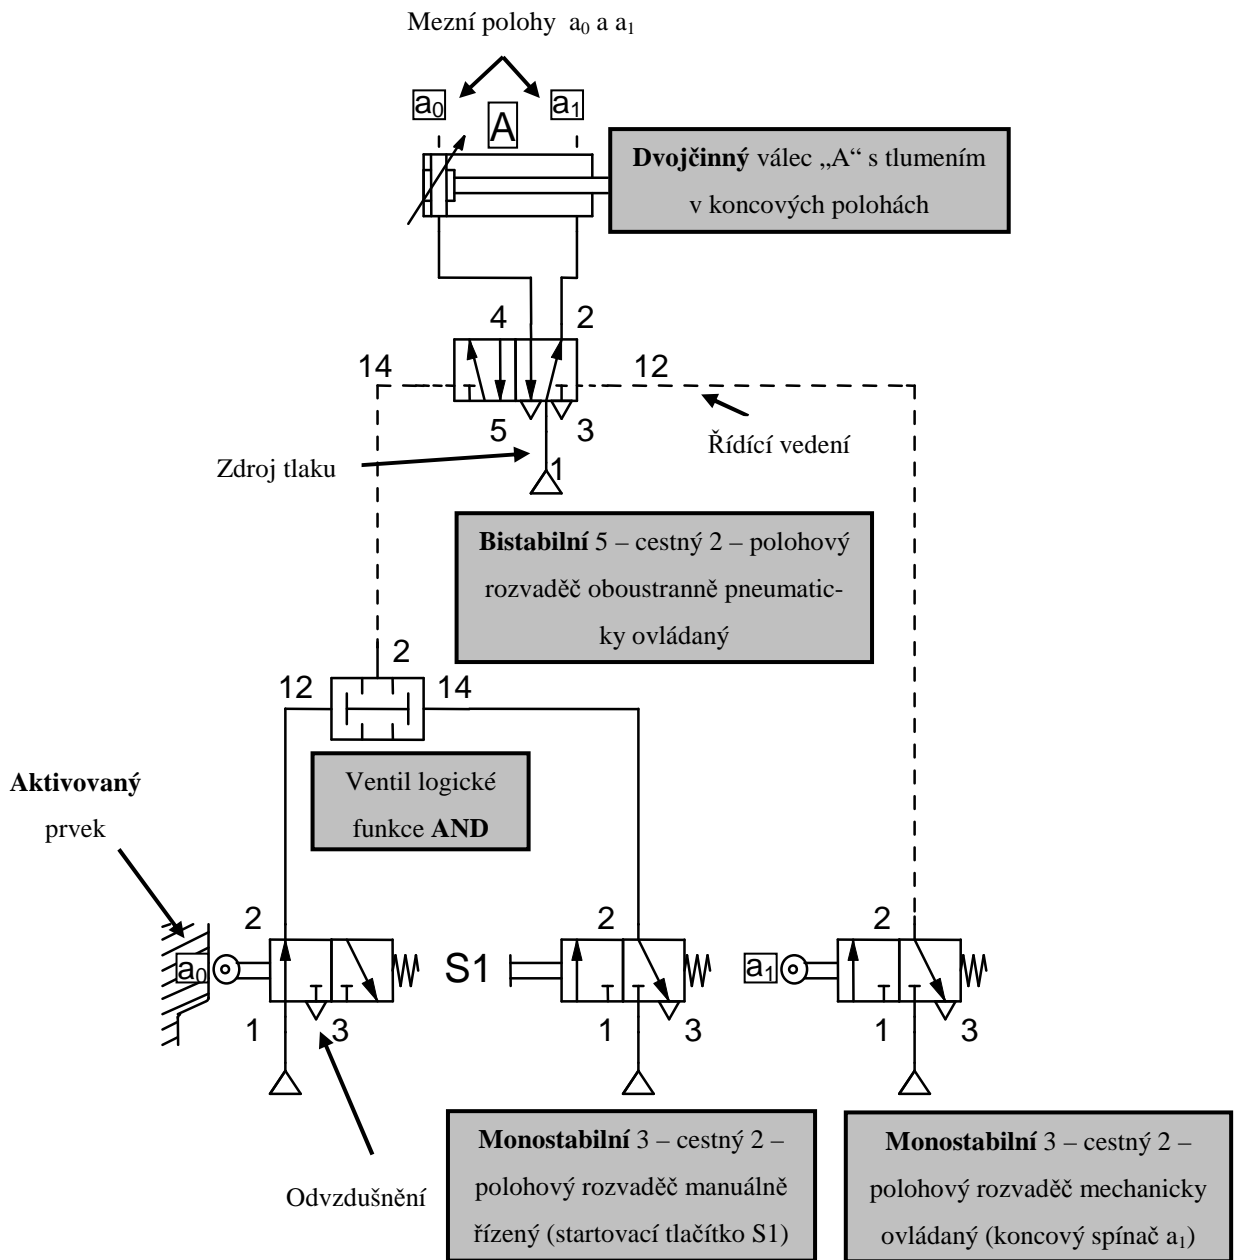 Mezní polohy a₀ a a₁
a₀
A
a₁
Dvojčinný válec „A“ s tlumením
v koncových polohách
4
2
14
12
5
3
Řídící vedení
Zdroj tlaku
1
Bistabilní 5 – cestný 2 – polohový
rozvaděč oboustranně pneumatic-
ky ovládaný
2
12
14
Ventil logické
funkce AND
Aktivovaný
prvek
2
2
2
a₀
S1
a₁
1
3
1
3
1
3
Odvzdušnění
Monostabilní 3 – cestný 2 –
polohový rozvaděč manuálně
řízený (startovací tlačítko S1)
Monostabilní 3 – cestný 2 –
polohový rozvaděč mechanicky
ovládaný (koncový spínač a₁)